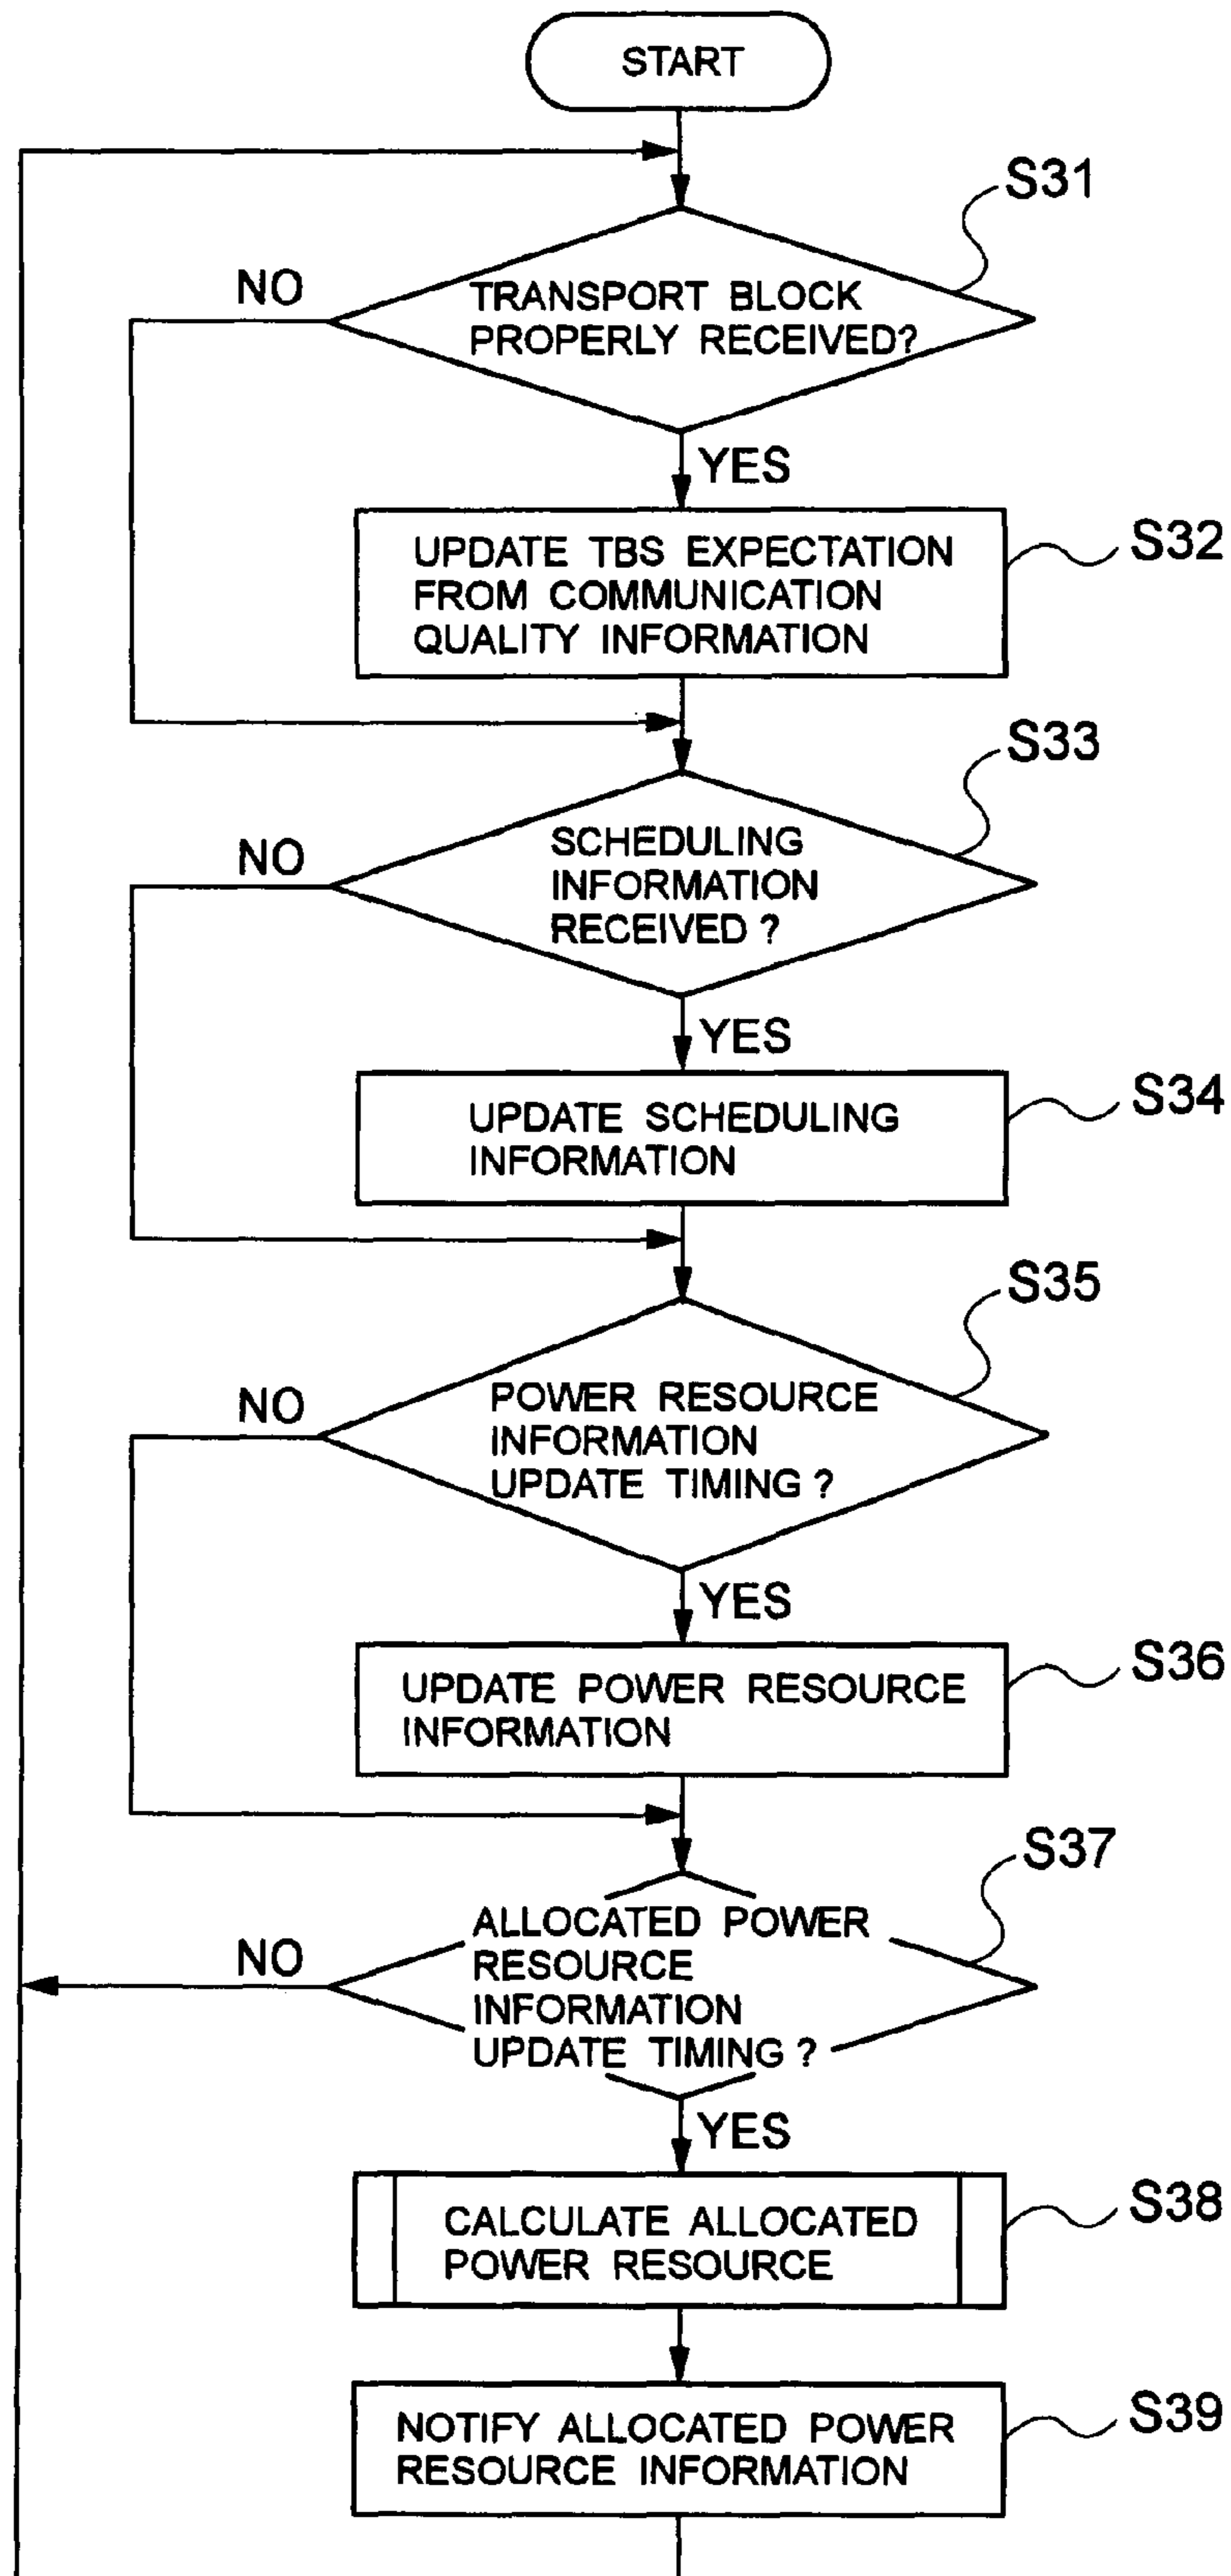 START
S31
NO
TRANSPORT BLOCK
PROPERLY RECEIVED?
YES
UPDATE TBS EXPECTATION
FROM COMMUNICATION
QUALITY INFORMATION
S32
S33
NO
SCHEDULING
INFORMATION
RECEIVED ?
YES
UPDATE SCHEDULING
INFORMATION
S34
S35
NO
POWER RESOURCE
INFORMATION
UPDATE TIMING ?
YES
UPDATE POWER RESOURCE
INFORMATION
S36
S37
NO
ALLOCATED POWER
RESOURCE
INFORMATION
UPDATE TIMING ?
YES
CALCULATE ALLOCATED
POWER RESOURCE
S38
NOTIFY ALLOCATED POWER
RESOURCE INFORMATION
S39